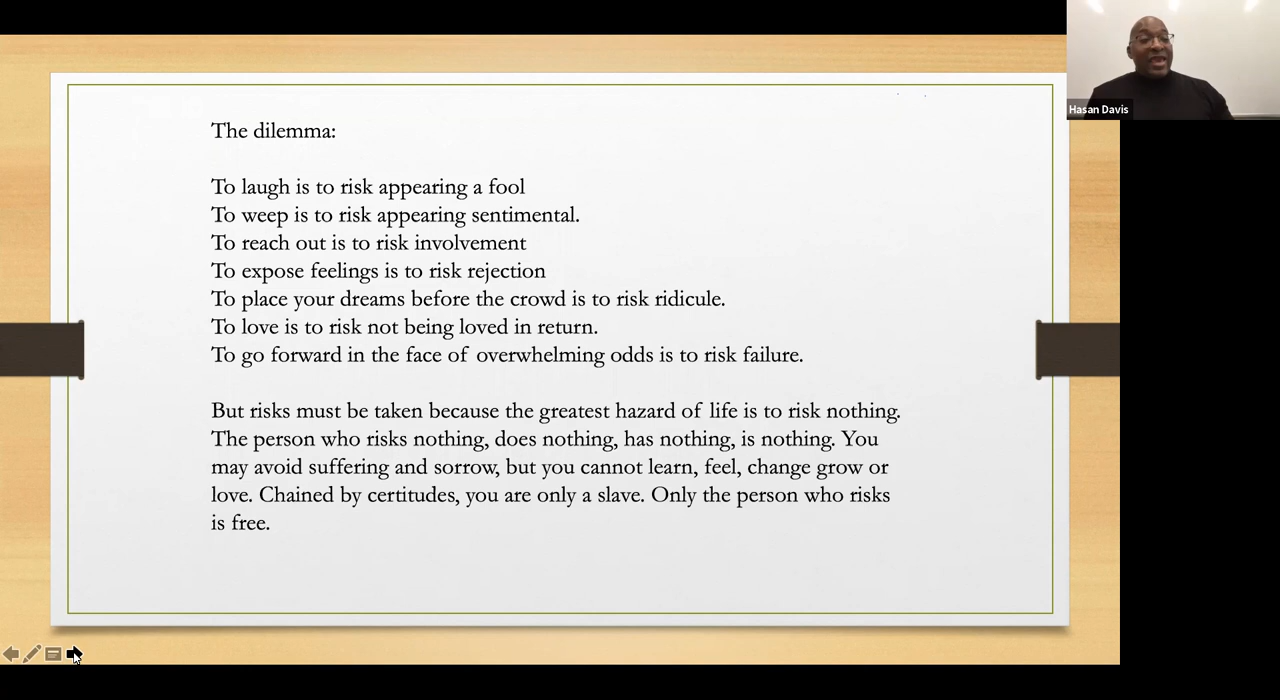 The dilemma:
To laugh is to risk appearing a fool
To weep is to risk appearing sentimental.
To reach out is to risk involvement
To expose feelings is to risk rejection
To place your dreams before the crowd is to risk ridicule.
To love is to risk not being loved in return.
To go forward in the face of overwhelming odds is to risk failure.
But risks must be taken because the greatest hazard of life is to risk nothing.
The person who risks nothing, does nothing, has nothing, is nothing. You
may avoid suffering and sorrow, but you cannot learn, feel, change grow or
love. Chained by certitudes, you are only a slave. Only the person who risks
is free.
Hasan Davis